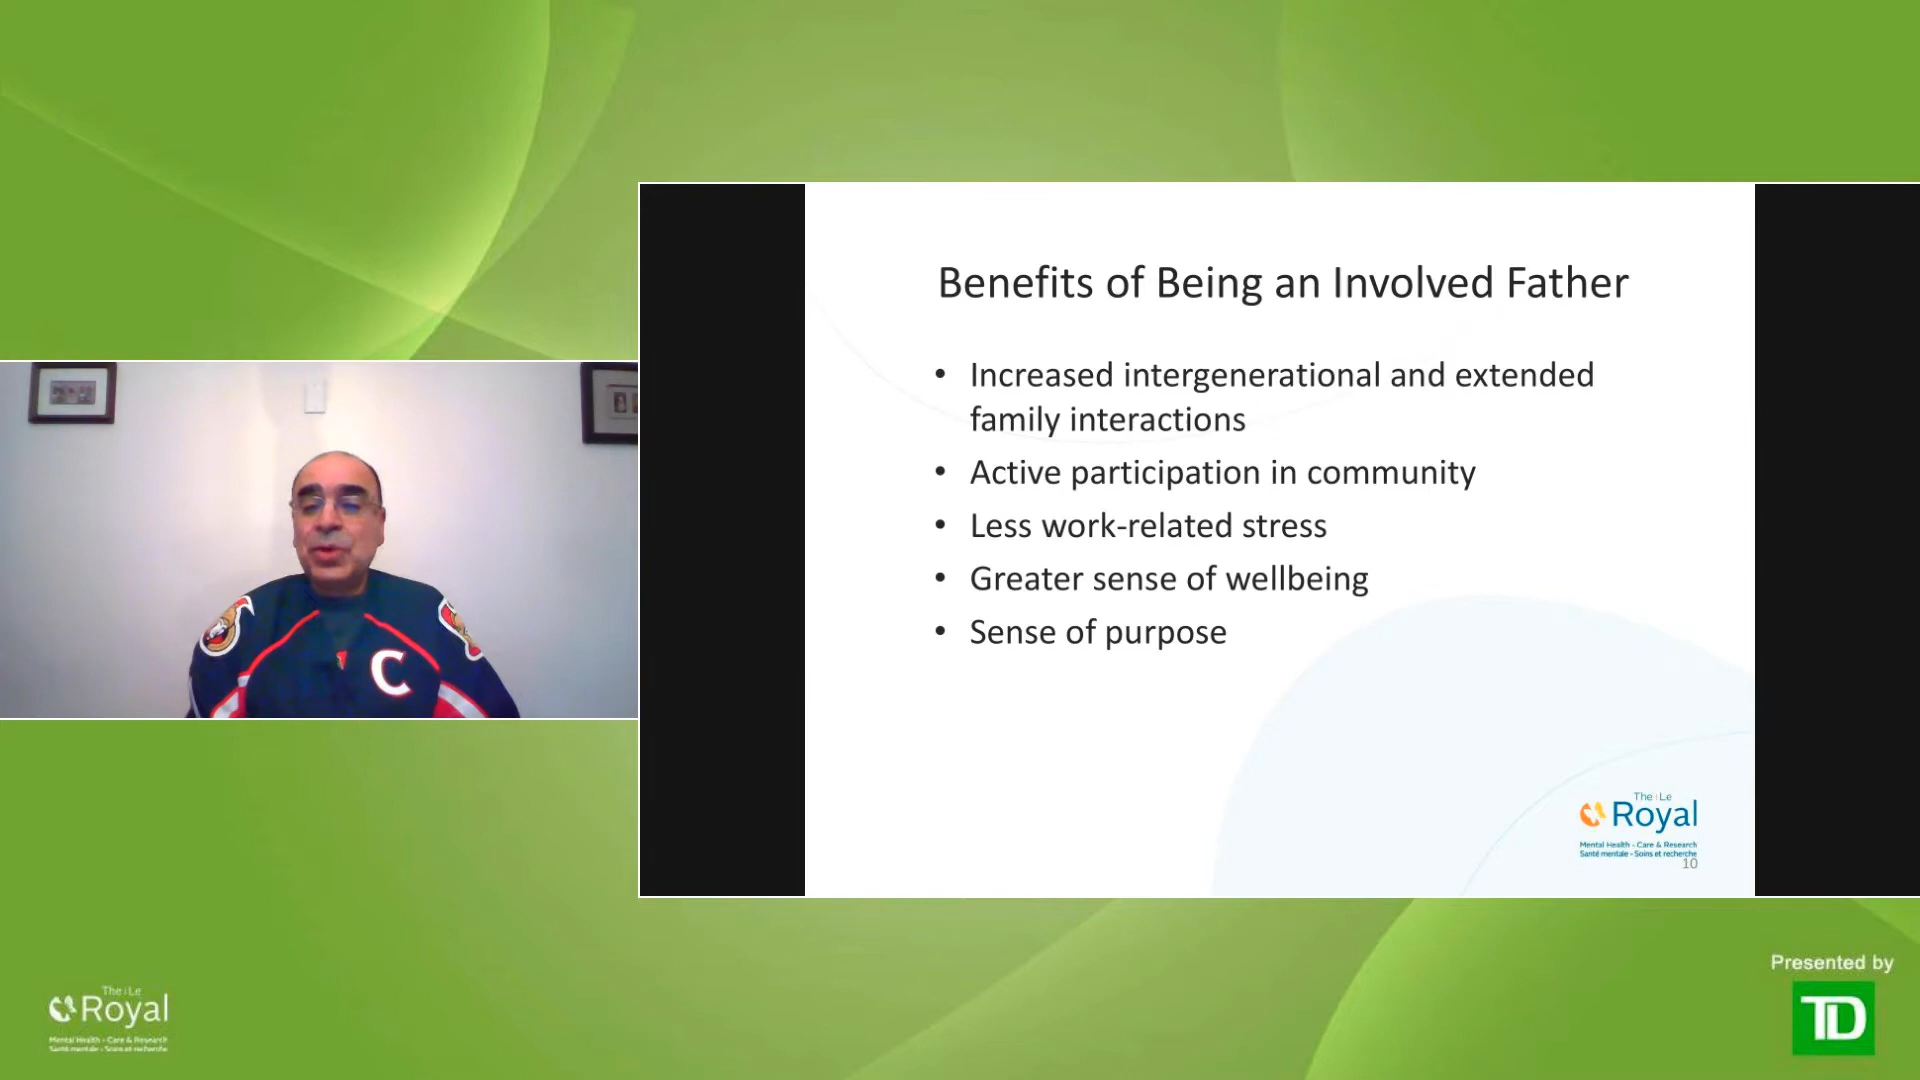 Benefits of Being an Involved Father
• Increased intergenerational and extended
family interactions
• Active participation in community
• Less work-related stress
• Greater sense of wellbeing
• Sense of purpose
The Le
Royal
Mental Health - Care & Research
Santé mentale - Soins et recherche
10
C
The Le
Royal
Mental Health - Care & Research
Santé mentale - Soins et recherche
Presented by
TD